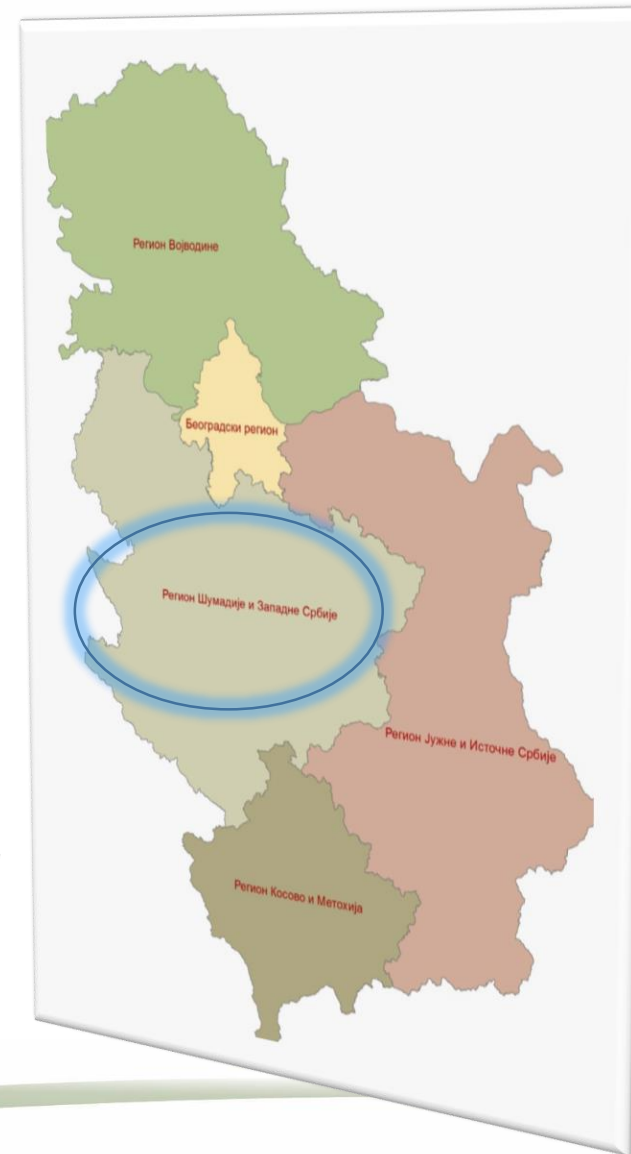 Регион Војводине
Београдски регион
Регион Шумадије и Западне Србије
Регион Јужне и Источне Србије
Регион Косово и Метохија